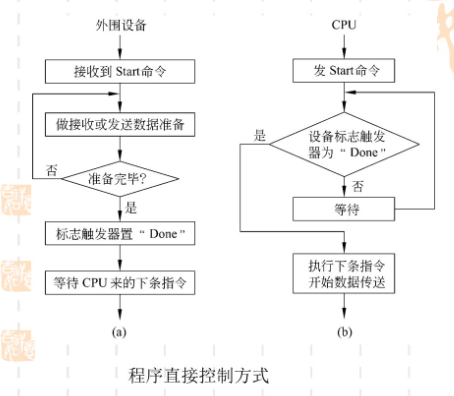 外围设备
接收到 Start命令
做接收或发送数据准备
准备完毕?
否
是
标志触发器置 “ Done ”
等待 CPU 来的下条指令
(a)
CPU
发 Start命令
设备标志触发
器为 “ Done ”
是
否
等待
执行下条指令
开始数据传送
(b)
程序直接控制方式